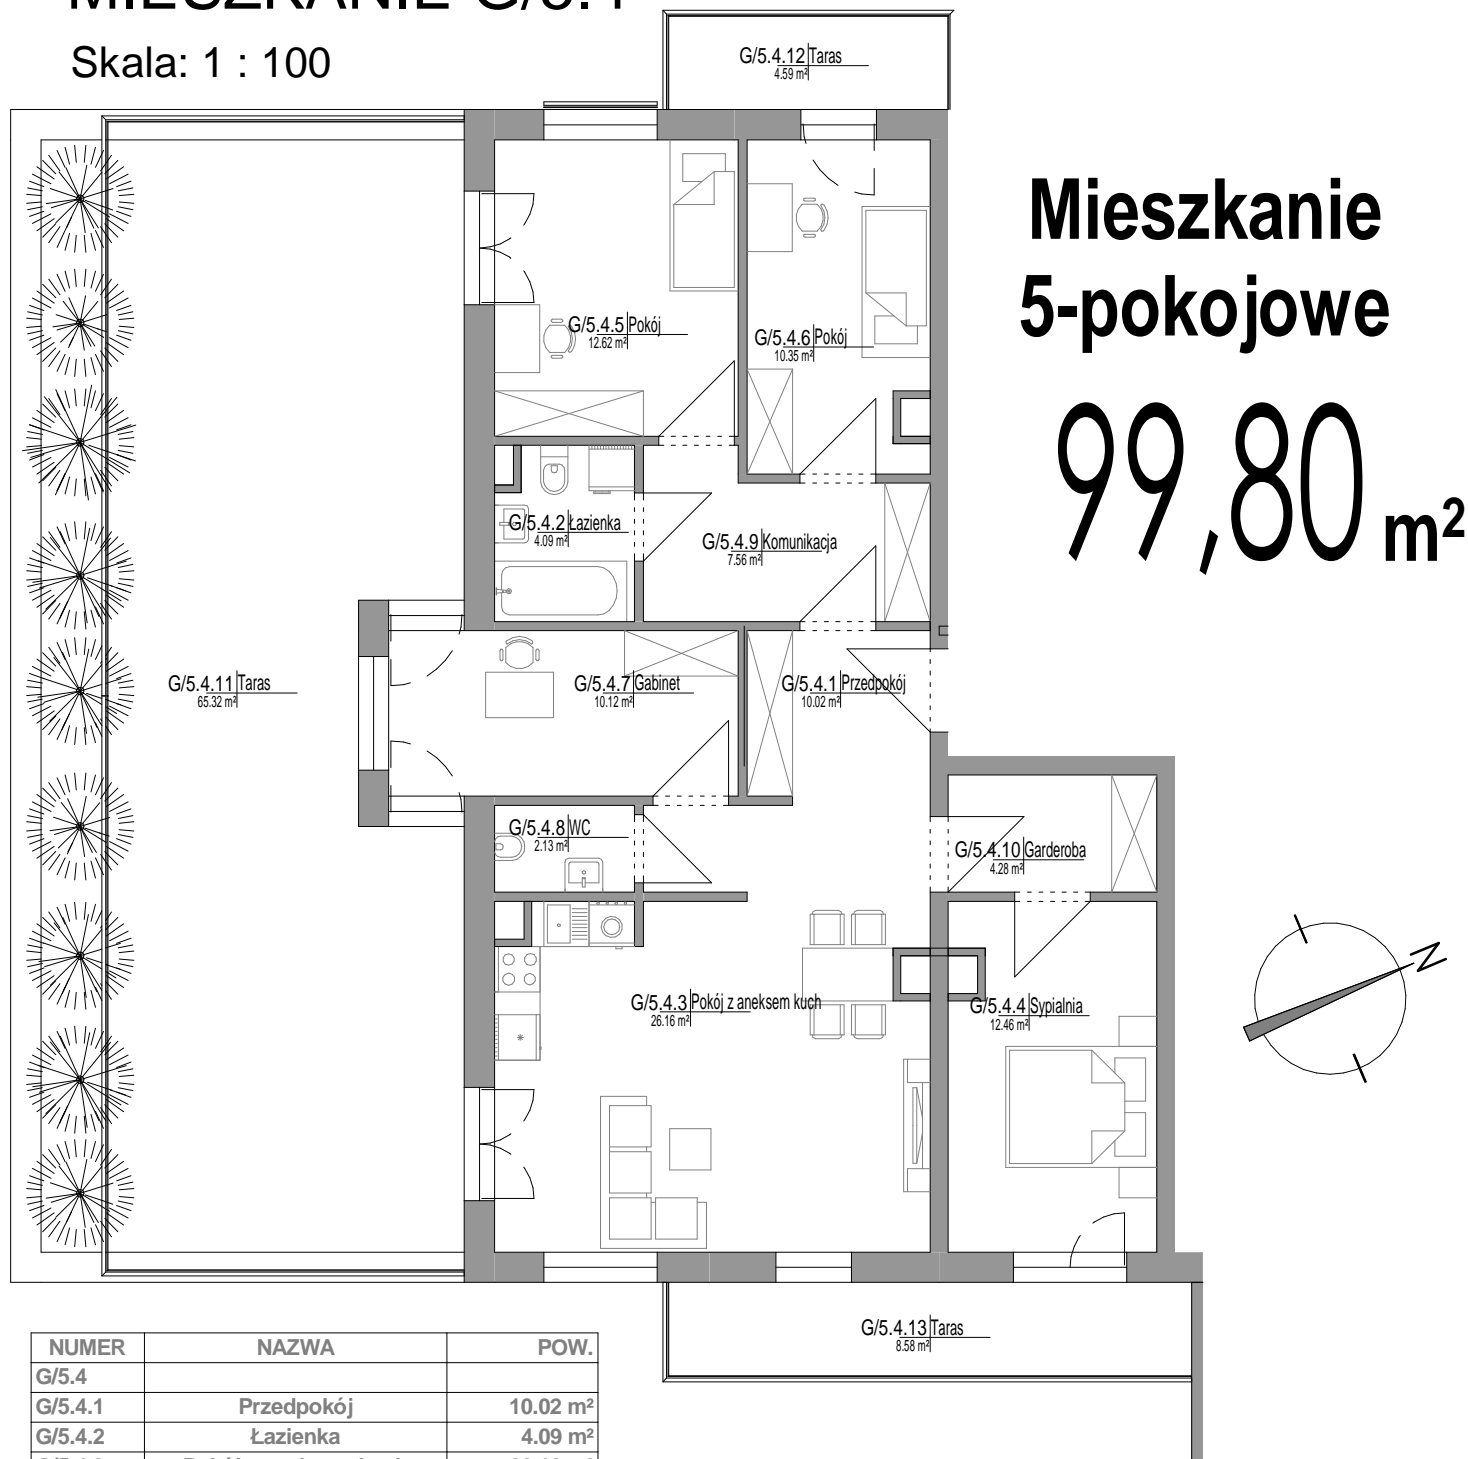 MIESZKANIE G/5.4
Skala: 1 : 100
G/5.4.12 Taras
4.59 m²
Mieszkanie
5-pokojowe
99,80 m²
G/5.4.5 Pokój
12.62 m²
G/5.4.6 Pokój
10.35 m²
G/5.4.2 Łazienka
4.09 m²
G/5.4.9 Komunikacja
7.56 m²
G/5.4.11 Taras
65.32 m²
G/5.4.7 Gabinet
10.12 m²
G/5.4.1 Przedpokój
10.02 m²
G/5.4.8 WC
2.13 m²
G/5.4.10 Garderoba
4.28 m²
G/5.4.3 Pokój z aneksem kuch
26.16 m²
G/5.4.4 Sypialnia
12.46 m²
N
G/5.4.13 Taras
8.58 m²
NUMER NAZWA POW.
G/5.4
G/5.4.1 Przedpokój 10.02 m²
G/5.4.2 Łazienka 4.09 m²